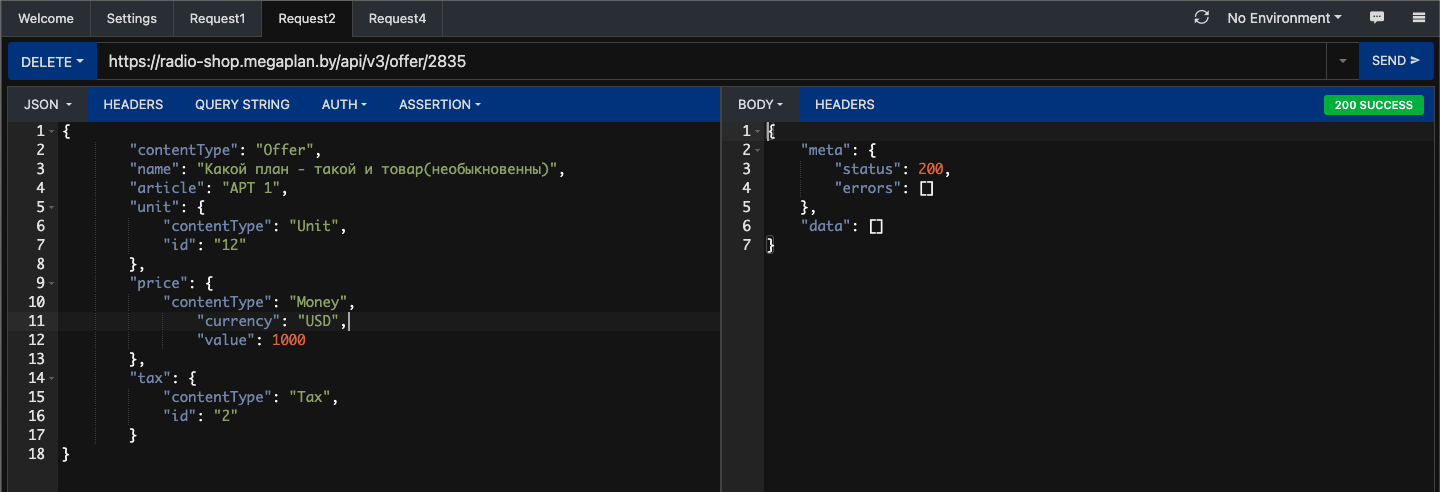 Welcome Settings Request1 Request2 Request4 No Environment
DELETE https://radio-shop.megaplan.by/api/v3/offer/2835 SEND
JSON HEADERS QUERY STRING AUTH ASSERTION
1 {
2 "contentType": "Offer",
3 "name": "Какой план - такой и товар(необыкновенны)",
4 "article": "АРТ 1",
5 "unit": {
6 "contentType": "Unit",
7 "id": "12"
8 },
9 "price": {
10 "contentType": "Money",
11 "currency": "USD",
12 "value": 1000
13 },
14 "tax": {
15 "contentType": "Tax",
16 "id": "2"
17 }
18 }
BODY HEADERS 200 SUCCESS
1 {
2 "meta": {
3 "status": 200,
4 "errors": []
5 },
6 "data": []
7 }